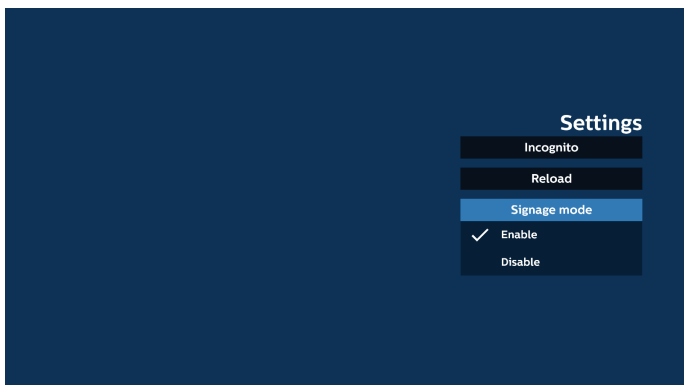 Settings
Incognito
Reload
Signage mode
Enable
Disable